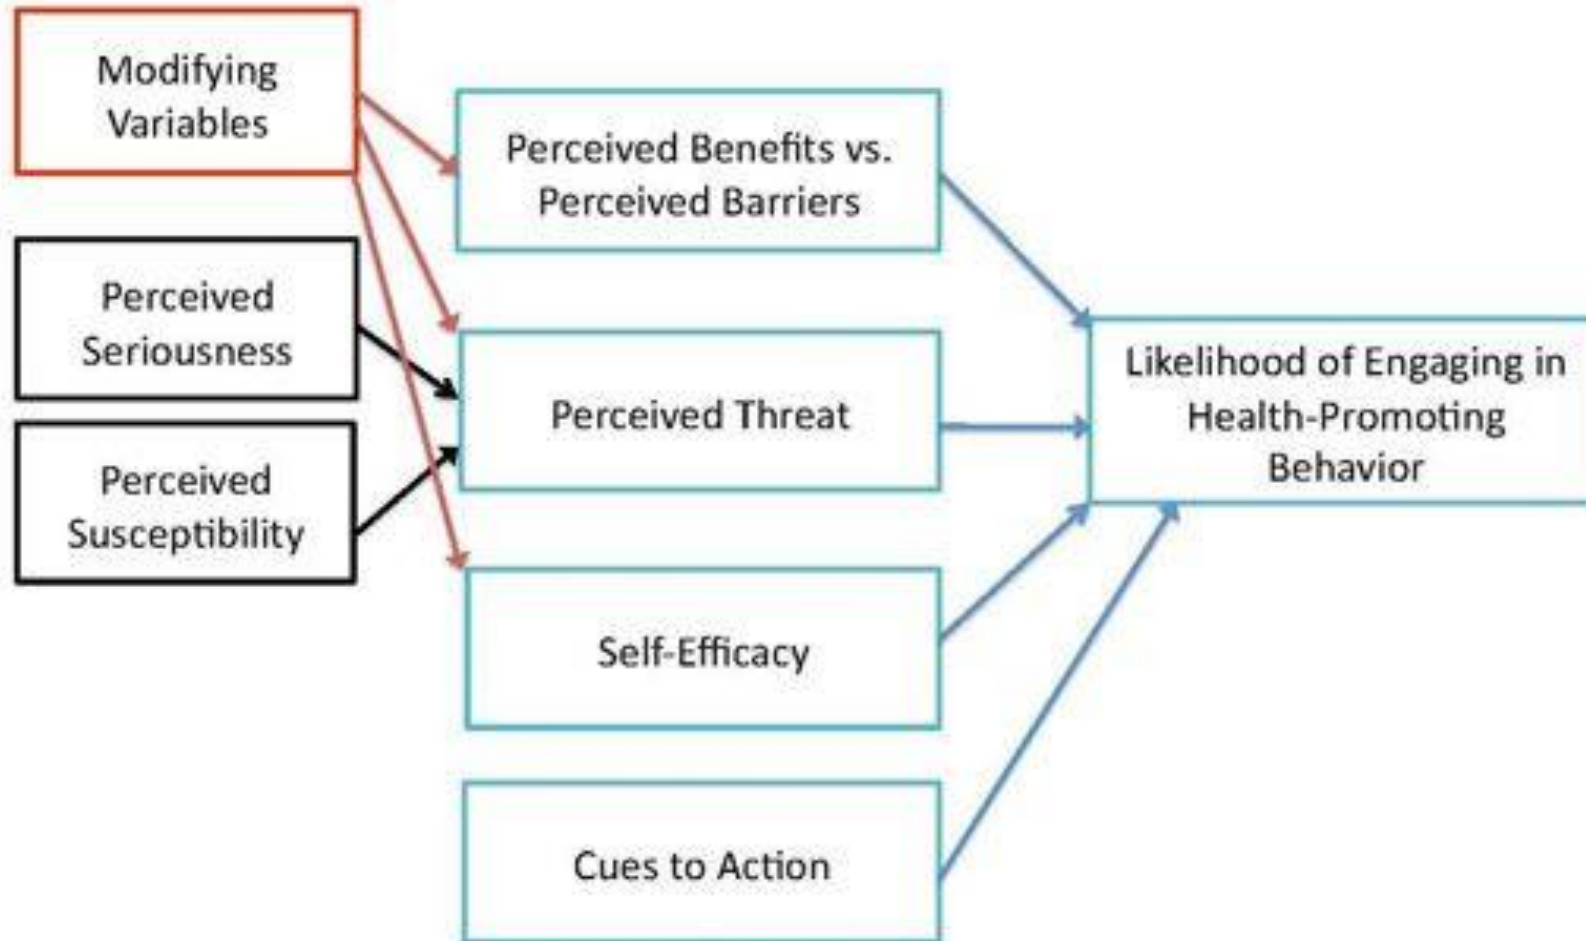 Modifying
Variables
Perceived
Seriousness
Perceived
Susceptibility
Perceived Benefits vs.
Perceived Barriers
Perceived Threat
Self-Efficacy
Cues to Action
Likelihood of Engaging in
Health-Promoting
Behavior